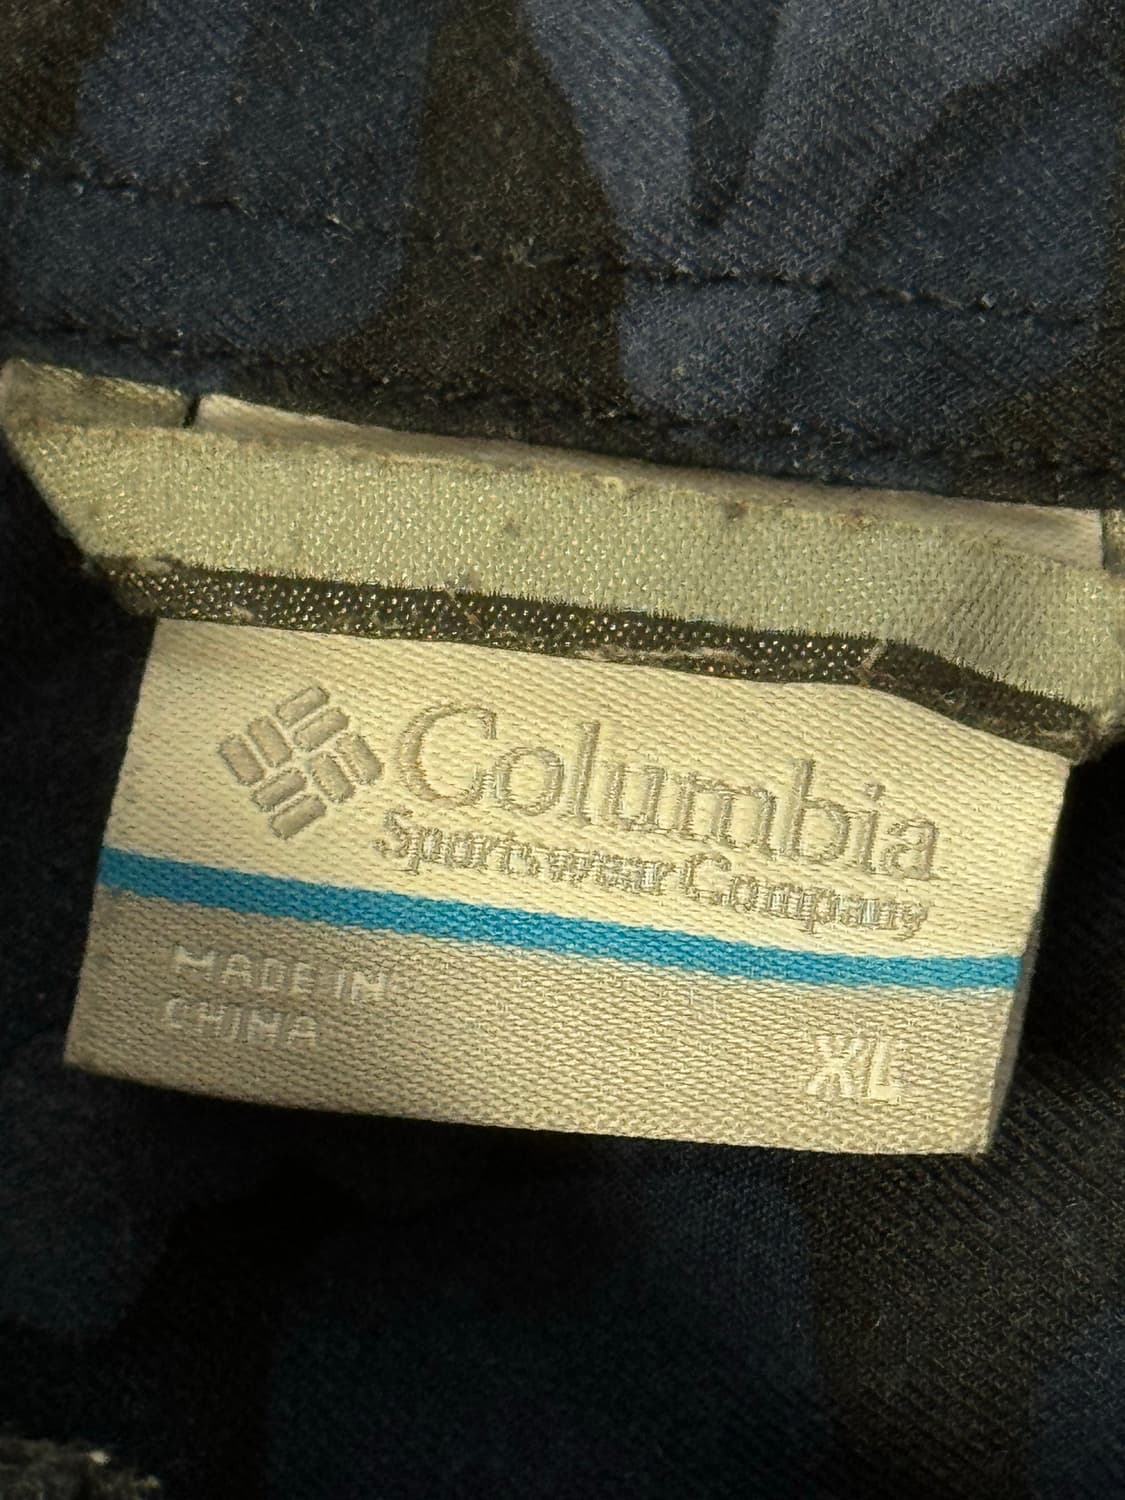 Columbia
Sportswear Company
MADE IN
CHINA
XL